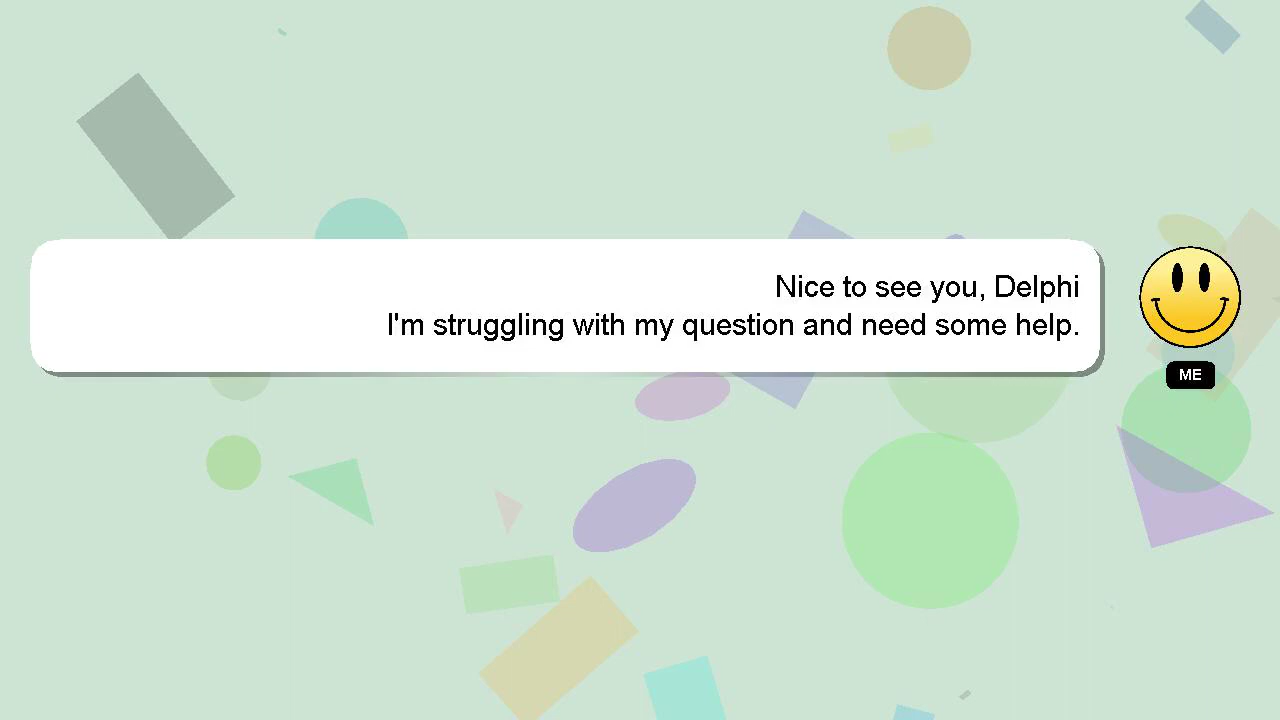 Nice to see you, Delphi
I'm struggling with my question and need some help.
ME